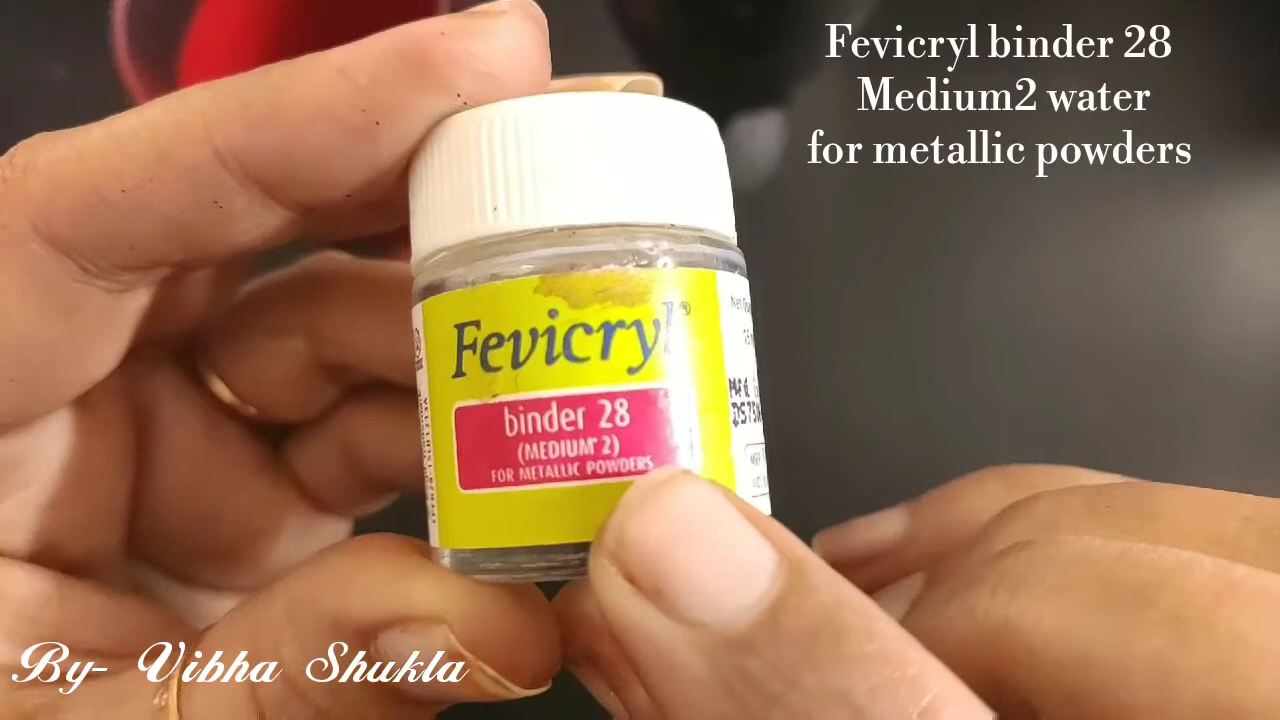 Fevicryl binder 28
Medium2 water
for metallic powders
Fevicryl®
binder 28
(MEDIUM 2)
FOR METALLIC POWDERS
By- Vibha Shukla